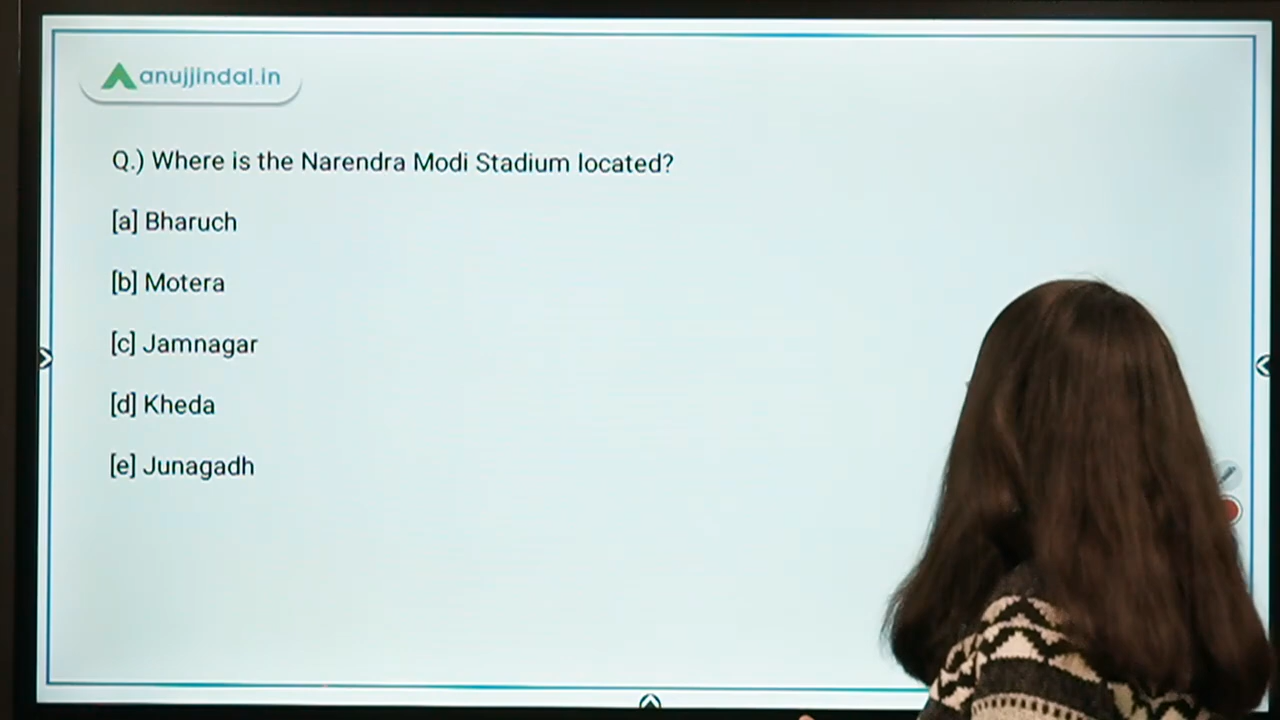 anujjindal.in
Q.) Where is the Narendra Modi Stadium located?
[a] Bharuch
[b] Motera
[c] Jamnagar
[d] Kheda
[e] Junagadh